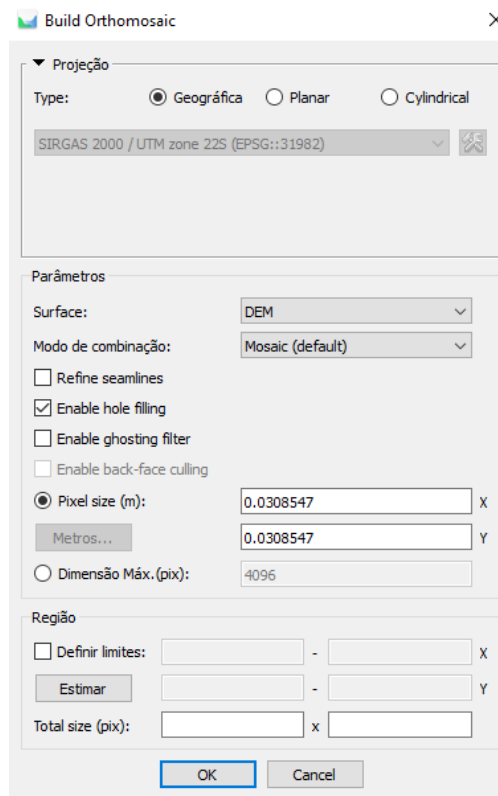 Build Orthomosaic
Projeção
Type: Geográfica Planar Cylindrical
SIRGAS 2000 / UTM zone 22S (EPSG::31982)
Parâmetros
Surface: DEM
Modo de combinação: Mosaic (default)
Refine seamlines
Enable hole filling
Enable ghosting filter
Enable back-face culling
Pixel size (m): 0.0308547 X
Metros... 0.0308547 Y
Dimensão Máx.(pix): 4096
Região
Definir limites: - X
Estimar - Y
Total size (pix): x
OK Cancel